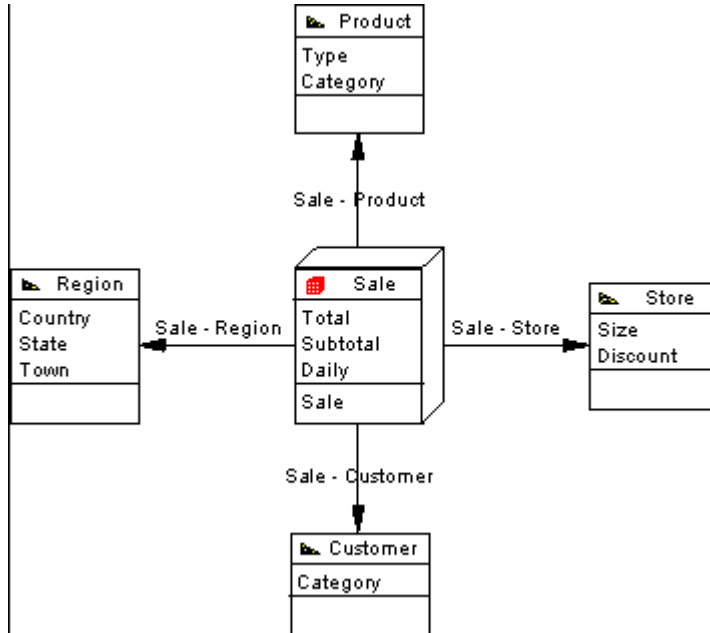 Product
Type
Category
Sale - Product
Region
Country
State
Town
Sale - Region
Sale
Total
Subtotal
Daily
Sale
Sale - Store
Store
Size
Discount
Sale - Customer
Customer
Category